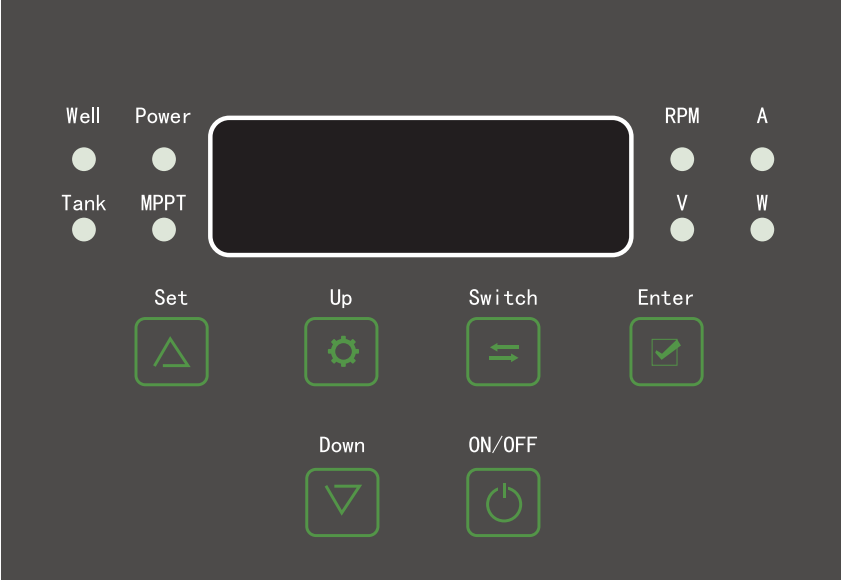 Well Power RPM A
Tank MPPT V W
Set Up Switch Enter
Down ON/OFF